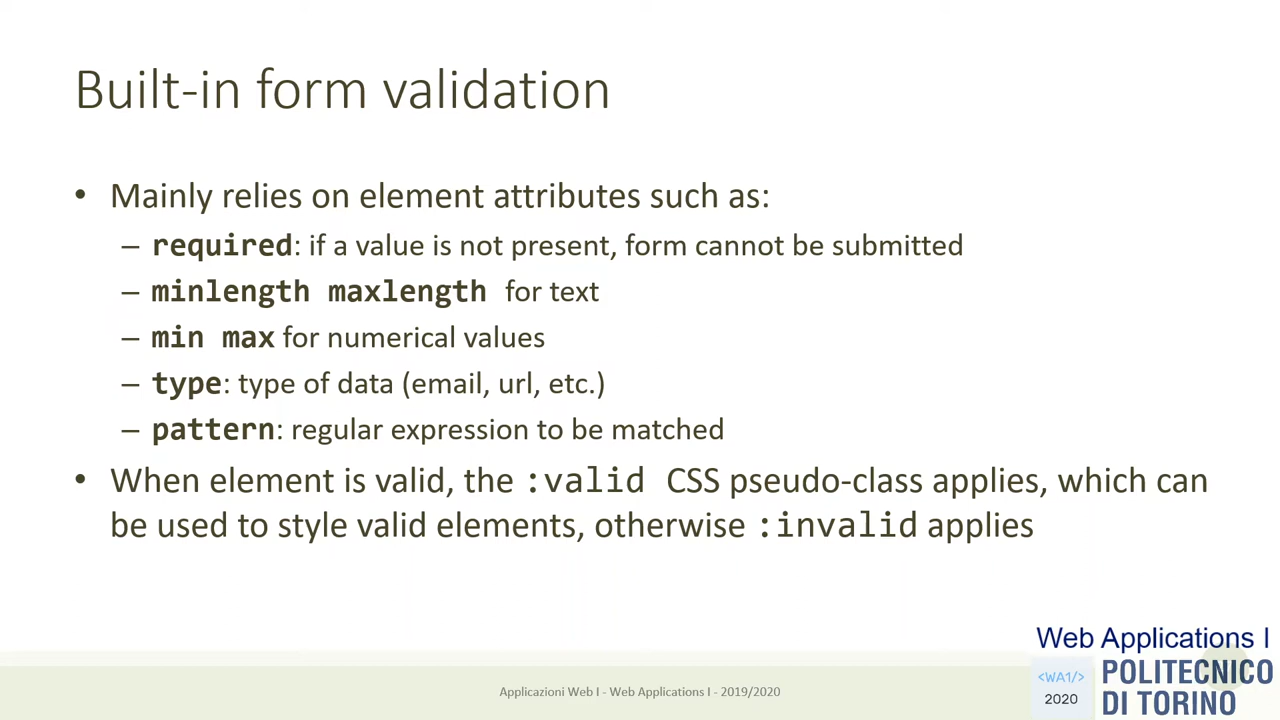 Built-in form validation
• Mainly relies on element attributes such as:
– required: if a value is not present, form cannot be submitted
– minlength maxlength for text
– min max for numerical values
– type: type of data (email, url, etc.)
– pattern: regular expression to be matched
• When element is valid, the :valid CSS pseudo-class applies, which can
be used to style valid elements, otherwise :invalid applies
Web Applications I
<WA1/>
2020
POLITECNICO
DI TORINO
Applicazioni Web I - Web Applications I - 2019/2020